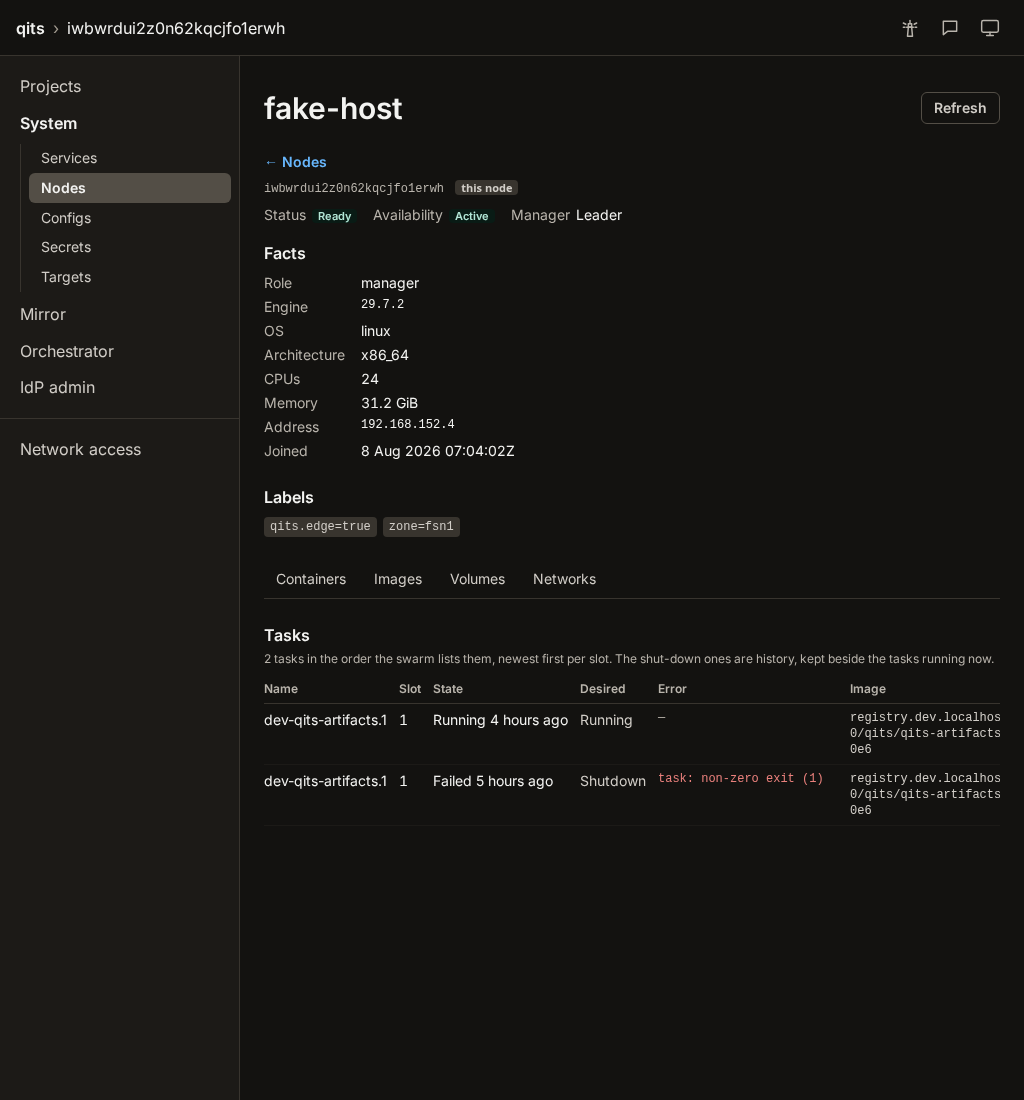 qits › iwbwrdui2z0n62kqcjfo1erwh
Projects
System
Services
Nodes
Configs
Secrets
Targets
Mirror
Orchestrator
IdP admin
Network access
fake-host
Refresh
← Nodes
iwbwrdui2z0n62kqcjfo1erwh this node
Status Ready Availability Active Manager Leader
Facts
Role manager
Engine 29.7.2
OS linux
Architecture x86_64
CPUs 24
Memory 31.2 GiB
Address 192.168.152.4
Joined 8 Aug 2026 07:04:02Z
Labels
qits.edge=true zone=fsn1
Containers Images Volumes Networks
Tasks
2 tasks in the order the swarm lists them, newest first per slot. The shut-down ones are history, kept beside the tasks running now.
Name Slot State Desired Error Image
dev-qits-artifacts.1 1 Running 4 hours ago Running — registry.dev.localhos
0/qits/qits-artifacts
0e6
dev-qits-artifacts.1 1 Failed 5 hours ago Shutdown task: non-zero exit (1) registry.dev.localhos
0/qits/qits-artifacts
0e6